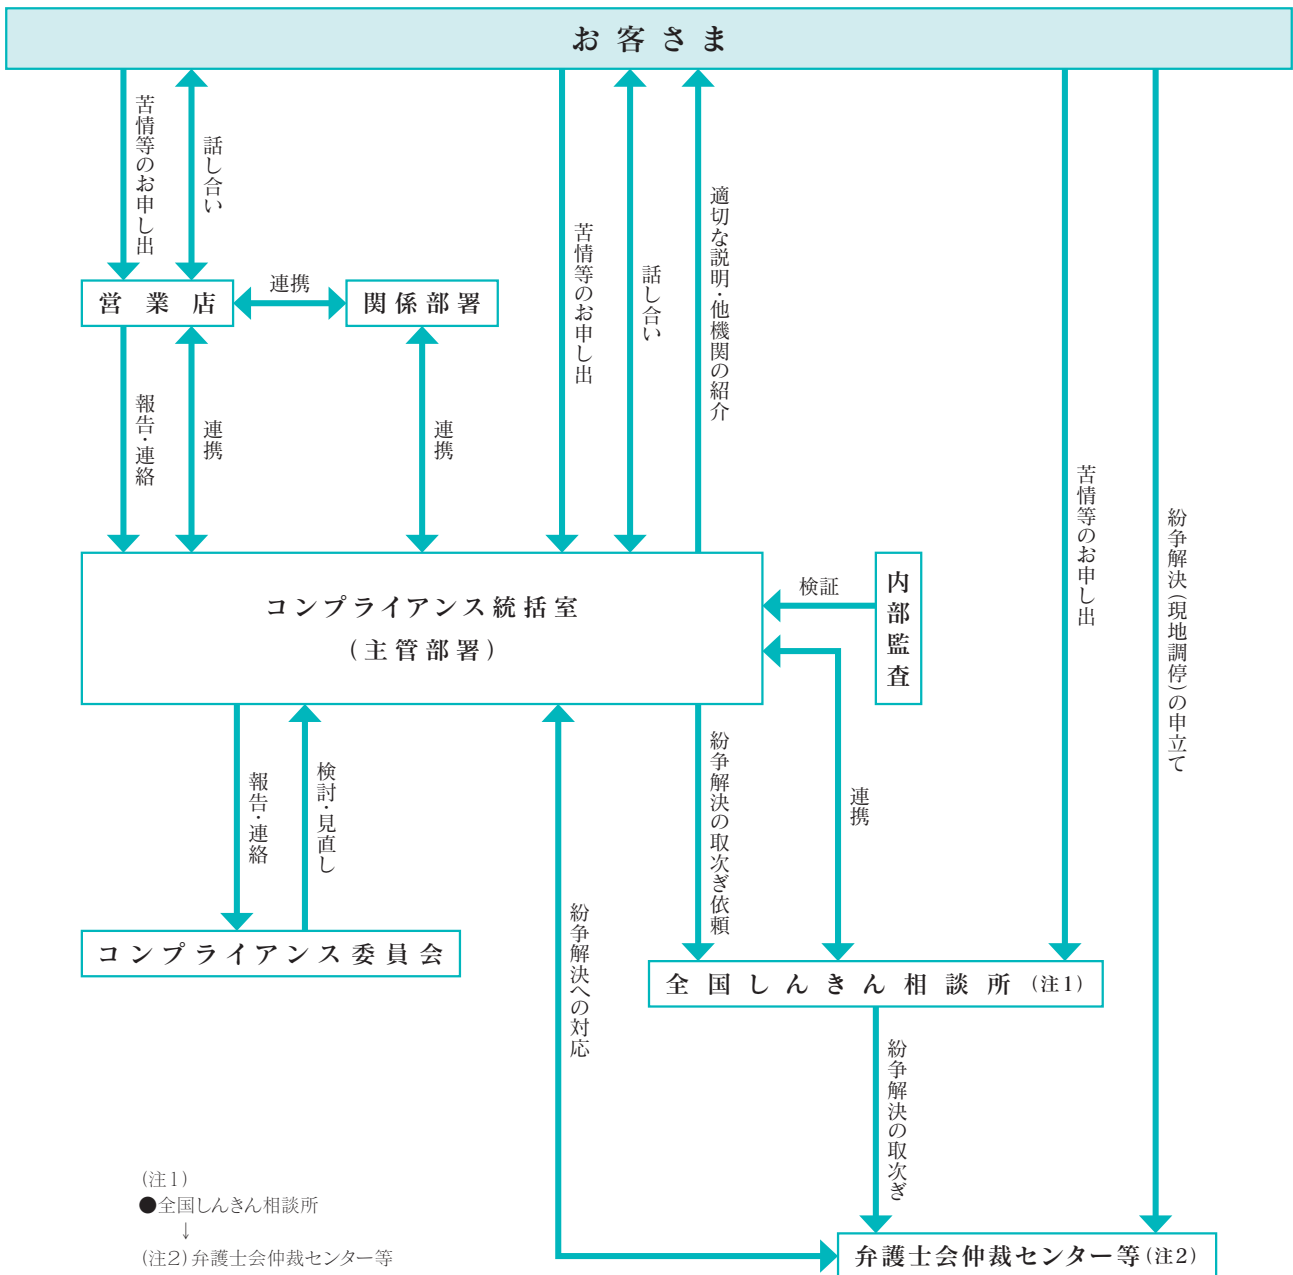 お客さま
苦情等のお申し出
話し合い
苦情等のお申し出
話し合い
適切な説明・他機関の紹介
苦情等のお申し出
紛争解決(現地調停)の申立て
営業店
連携
関係部署
報告・連絡
連携
連携
コンプライアンス統括室
(主管部署)
検証
内部監査
報告・連絡
検討・見直し
紛争解決への対応
紛争解決の取次ぎ依頼
連携
コンプライアンス委員会
全国しんきん相談所(注1)
紛争解決の取次ぎ
弁護士会仲裁センター等(注2)
(注1)
●全国しんきん相談所
↓
(注2)弁護士会仲裁センター等